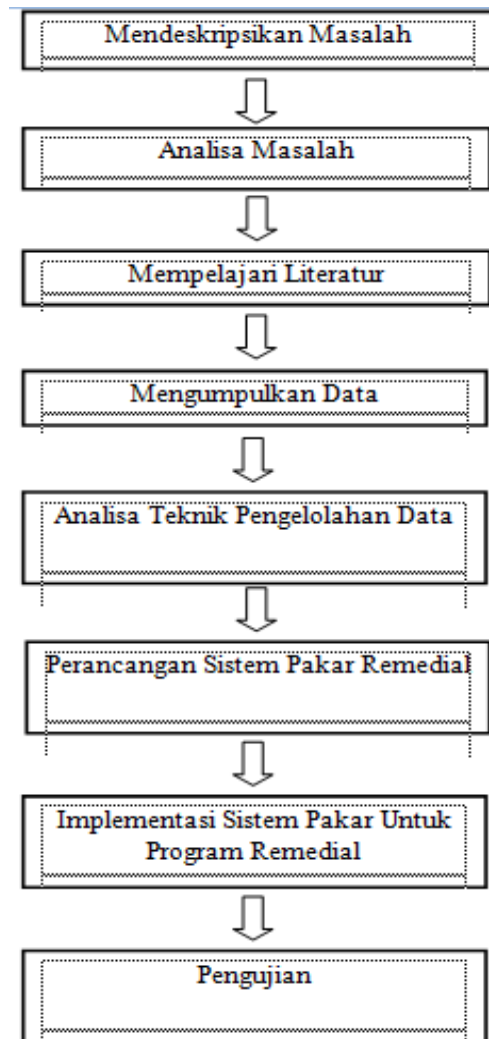 Mendeskripsikan Masalah
Analisa Masalah
Mempelajari Literatur
Mengumpulkan Data
Analisa Teknik Pengelolahan Data
Perancangan Sistem Pakar Remedial
Implementasi Sistem Pakar Untuk
Program Remedial
Pengujian